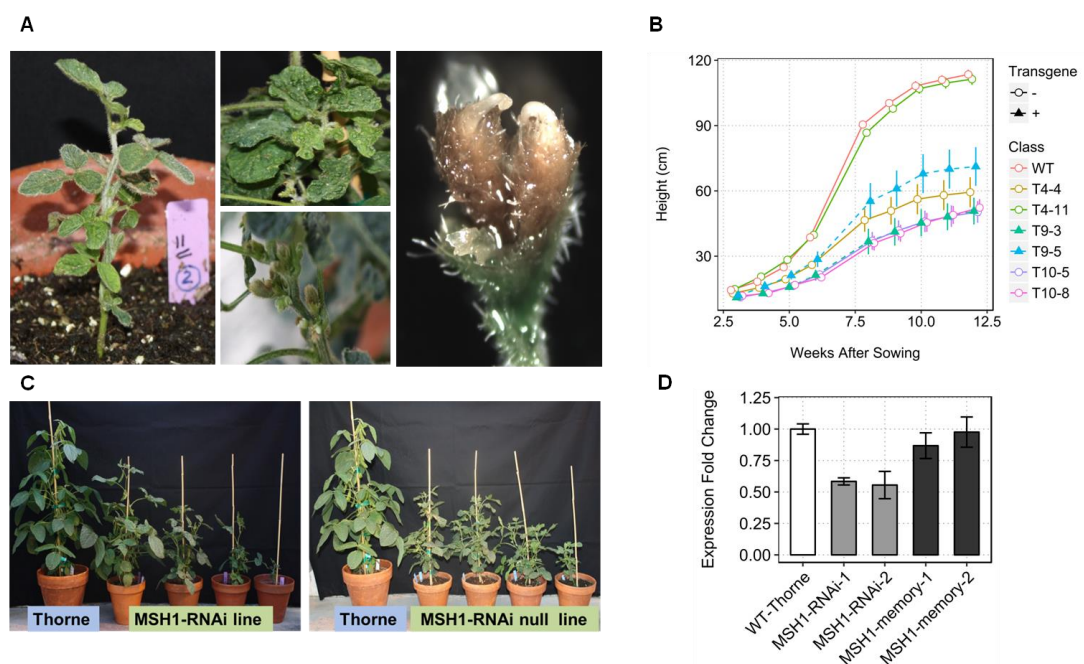 A
B
Height (cm)
120
90
60
30
2.5
5.0
7.5
10.0
12.5
Weeks After Sowing
Transgene
-
+
Class
WT
T4-4
T4-11
T9-3
T9-5
T10-5
T10-8
C
Thorne
MSH1-RNAi line
Thorne
MSH1-RNAi null line
D
Expression Fold Change
1.25
1.00
0.75
0.50
0.25
0.00
WT-Thorne
MSH1-RNAi-1
MSH1-RNAi-2
MSH1-memory-1
MSH1-memory-2